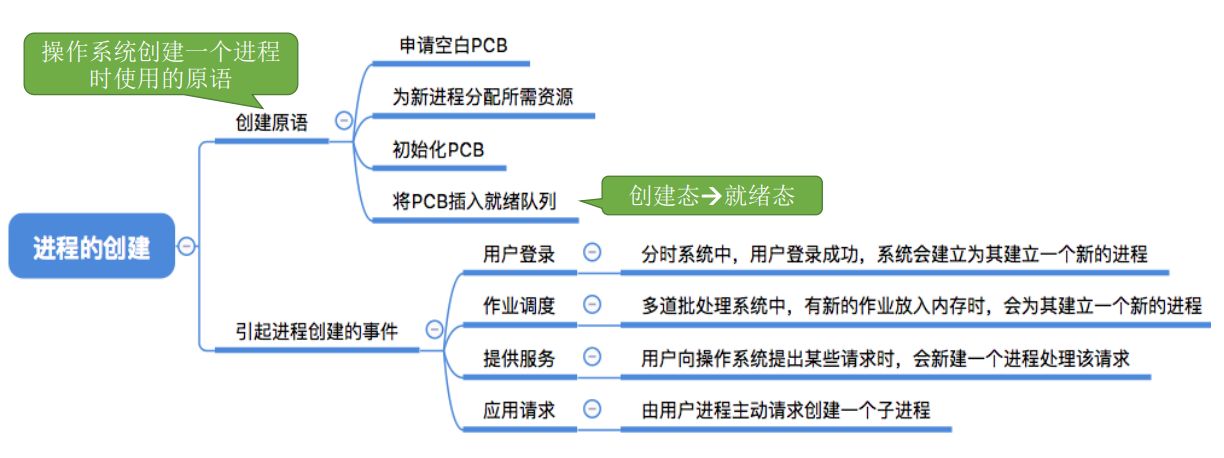 操作系统创建一个进程
时使用的原语
申请空白PCB
为新进程分配所需资源
创建原语
初始化PCB
将PCB插入就绪队列
创建态→就绪态
进程的创建
用户登录
分时系统中，用户登录成功，系统会建立为其建立一个新的进程
作业调度
多道批处理系统中，有新的作业放入内存时，会为其建立一个新的进程
引起进程创建的事件
提供服务
用户向操作系统提出某些请求时，会新建一个进程处理该请求
应用请求
由用户进程主动请求创建一个子进程